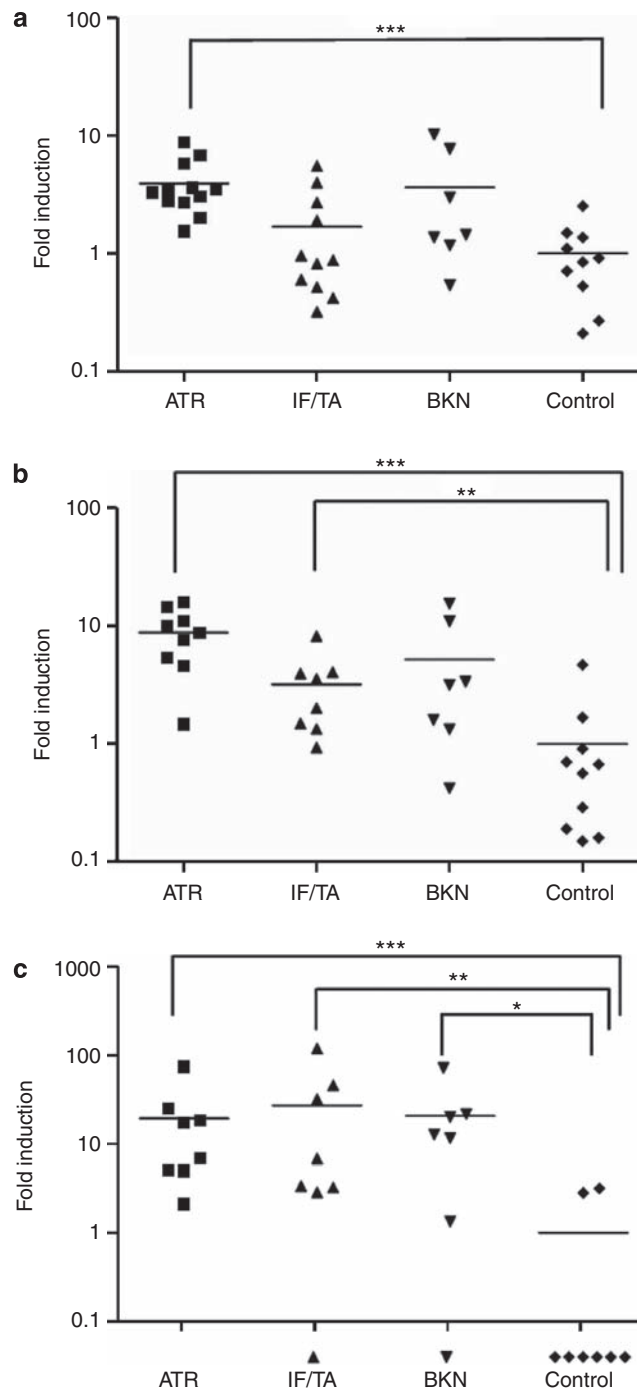 a
100
***
10
1
0.1
Fold induction
ATR IF/TA BKN Control
b
***
**
100
10
1
0.1
Fold induction
ATR IF/TA BKN Control
c
1000
***
**
*
100
10
1
0.1
Fold induction
ATR IF/TA BKN Control